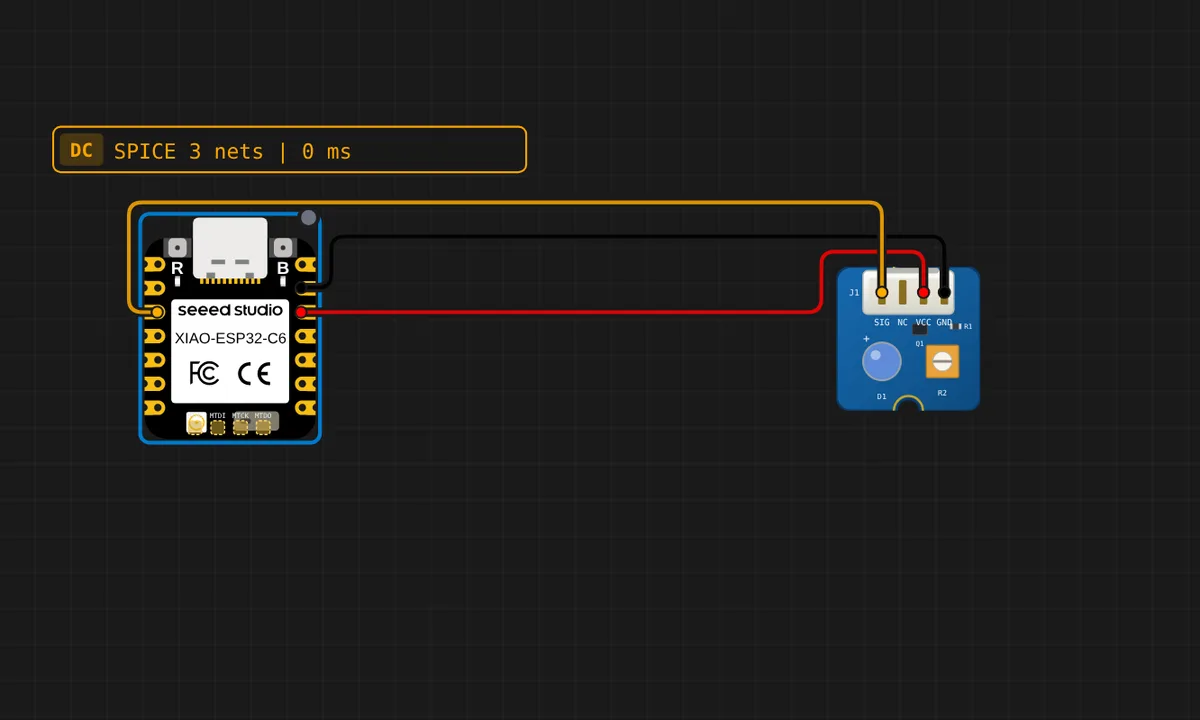 DC SPICE 3 nets | 0 ms
R B
seeed studio
XIAO-ESP32-C6
FC CE
MTDI MTCK MTDO
J1
SIG NC VCC GND
R1
Q1
+
D1 R2